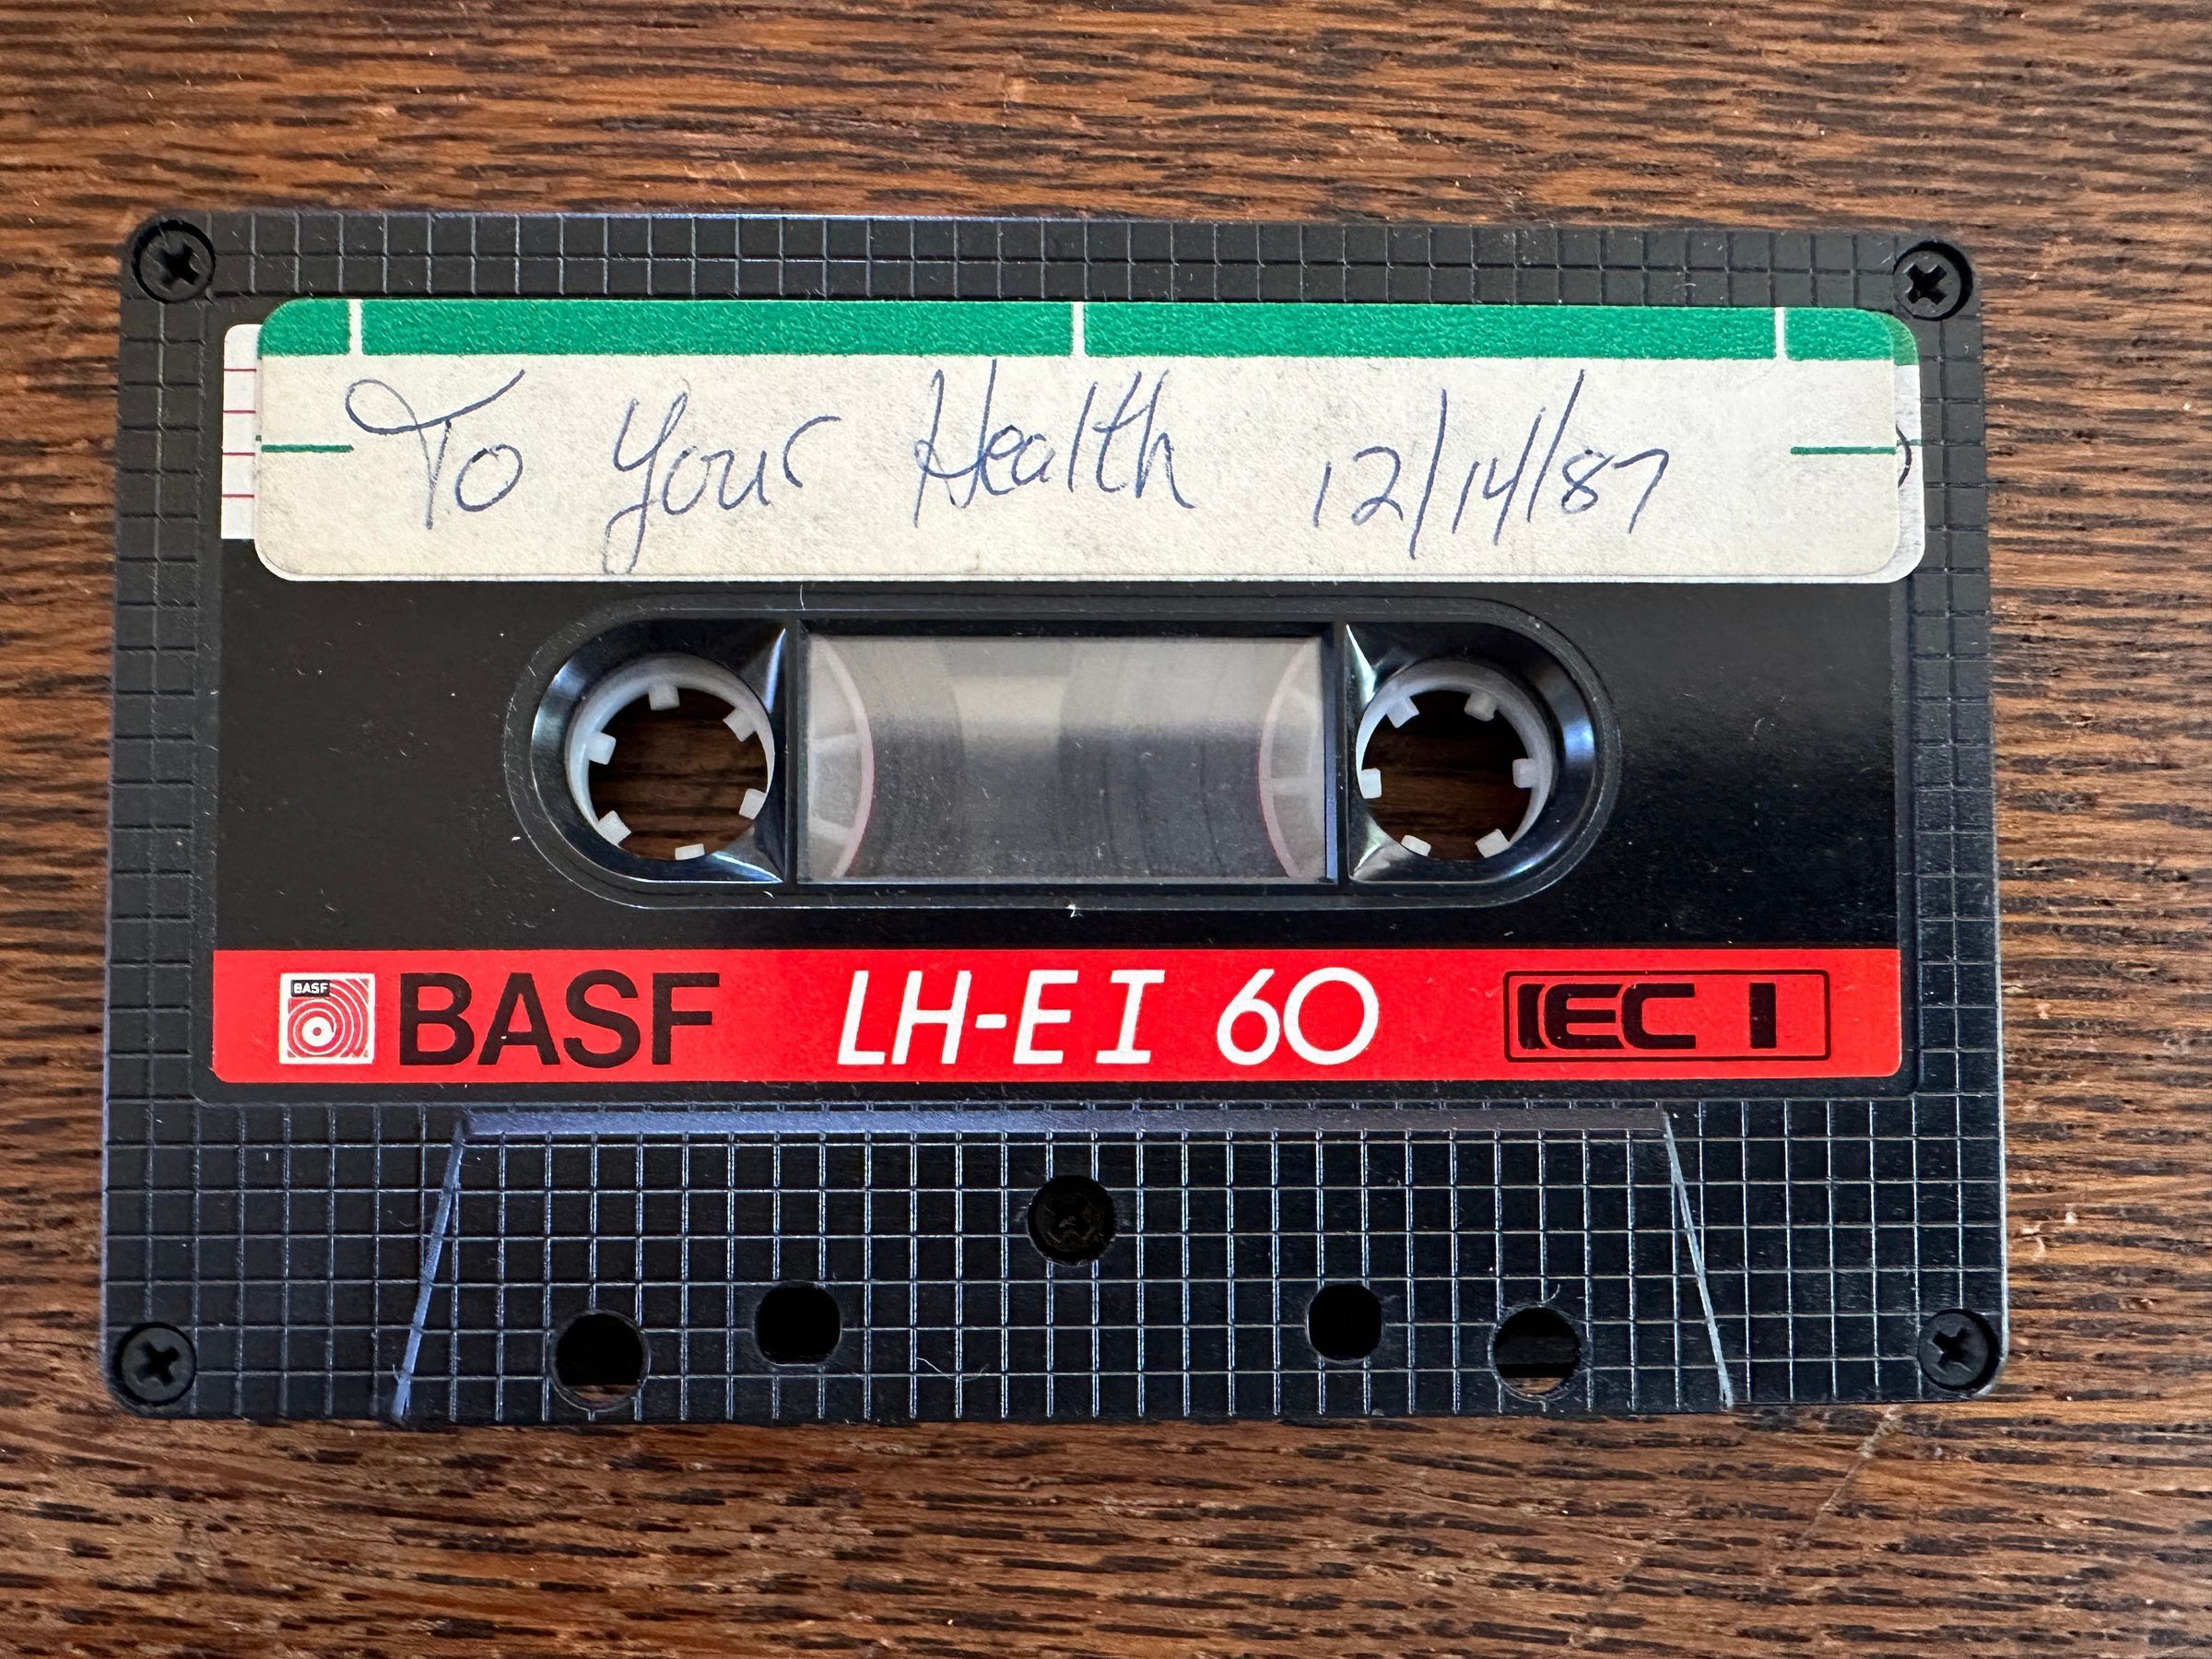 To Your Health 12/14/87
BASF BASF LH-E I 60 IEC I